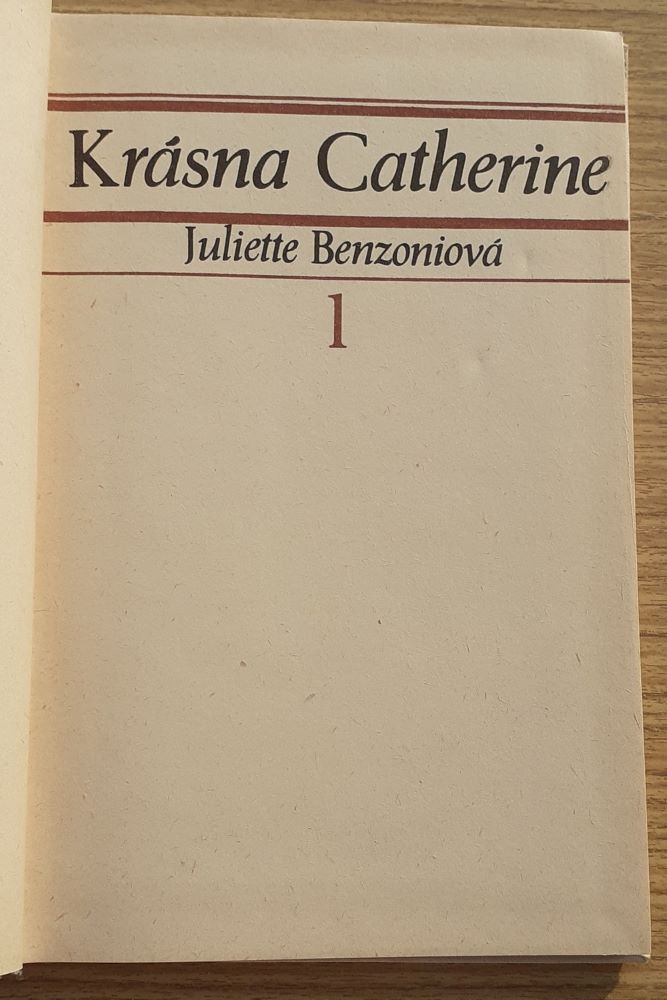 Krásna Catherine
Juliette Benzoniová
1